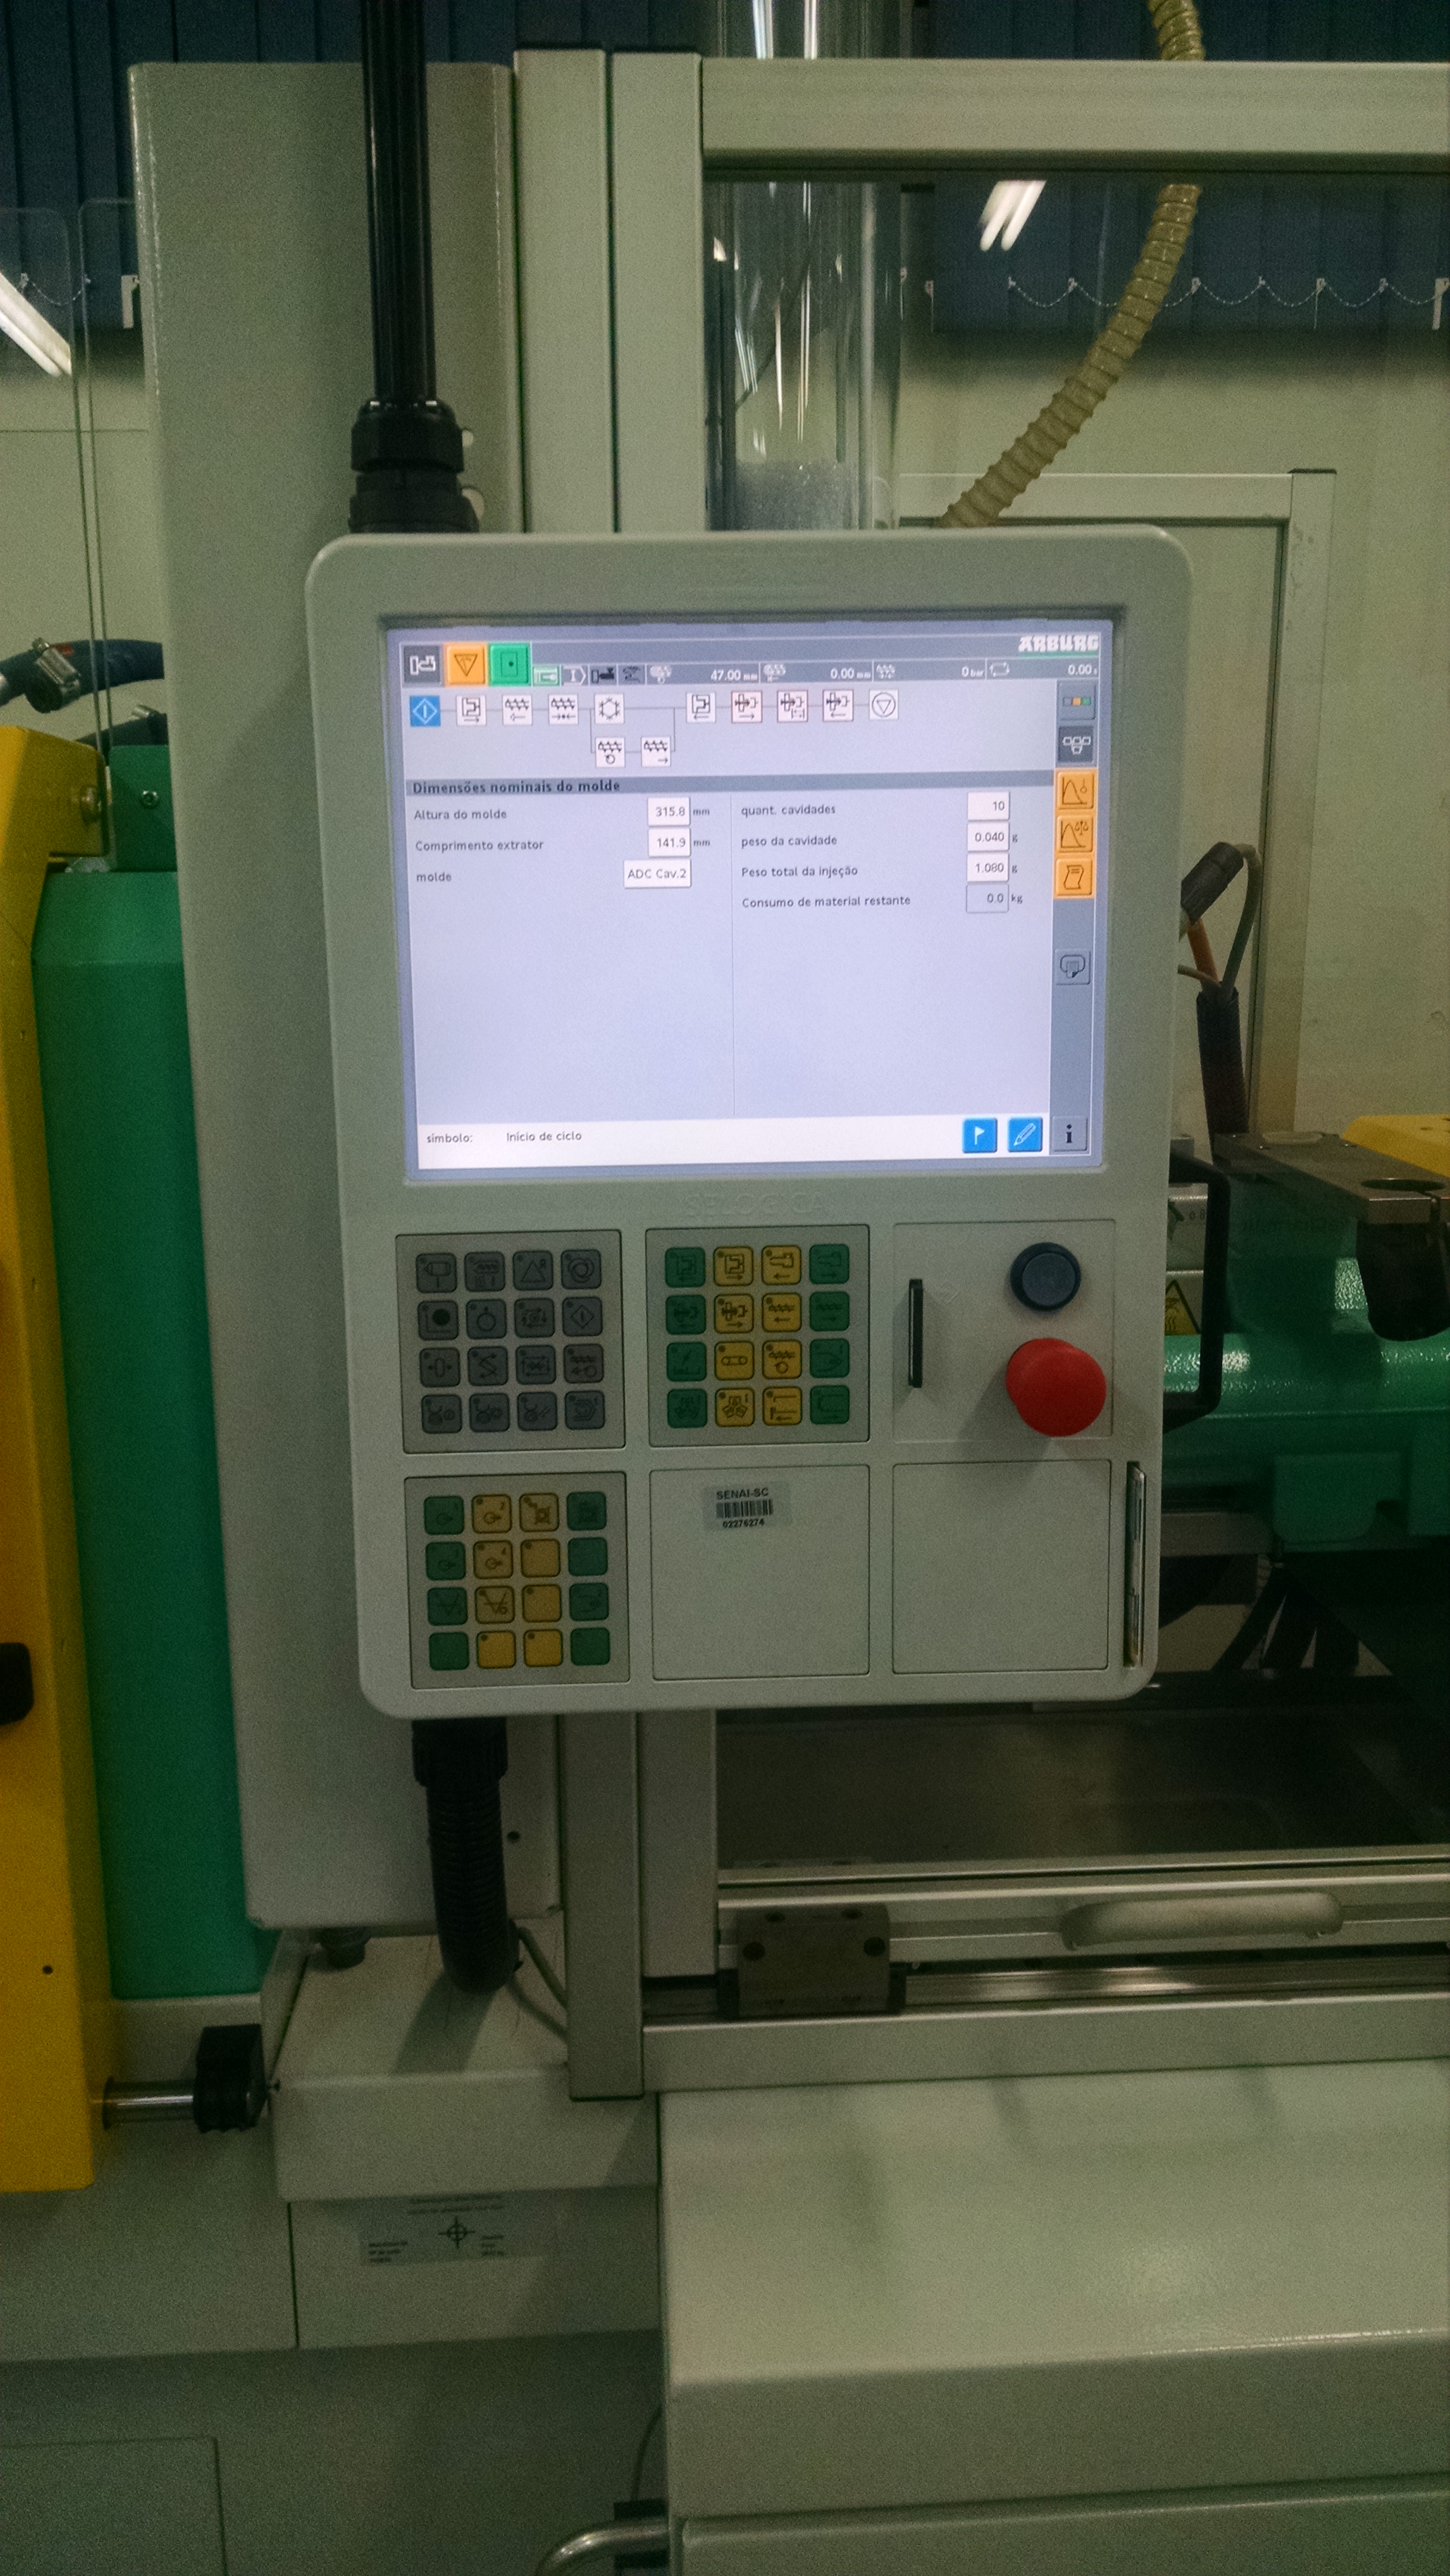 ARBURG
47.00 mm
0.00 mm
0 bar
0.00 s
Dimensões nominais do molde
Altura do molde 315.8 mm
Comprimento extrator 141.9 mm
molde ADC Cav.2
quant. cavidades 10
peso da cavidade 0.040 g
Peso total da injeção 1.080 g
Consumo de material restante 0.0 kg
símbolo: Início de ciclo
i
SELOGICA
SENAI-SC
02276274